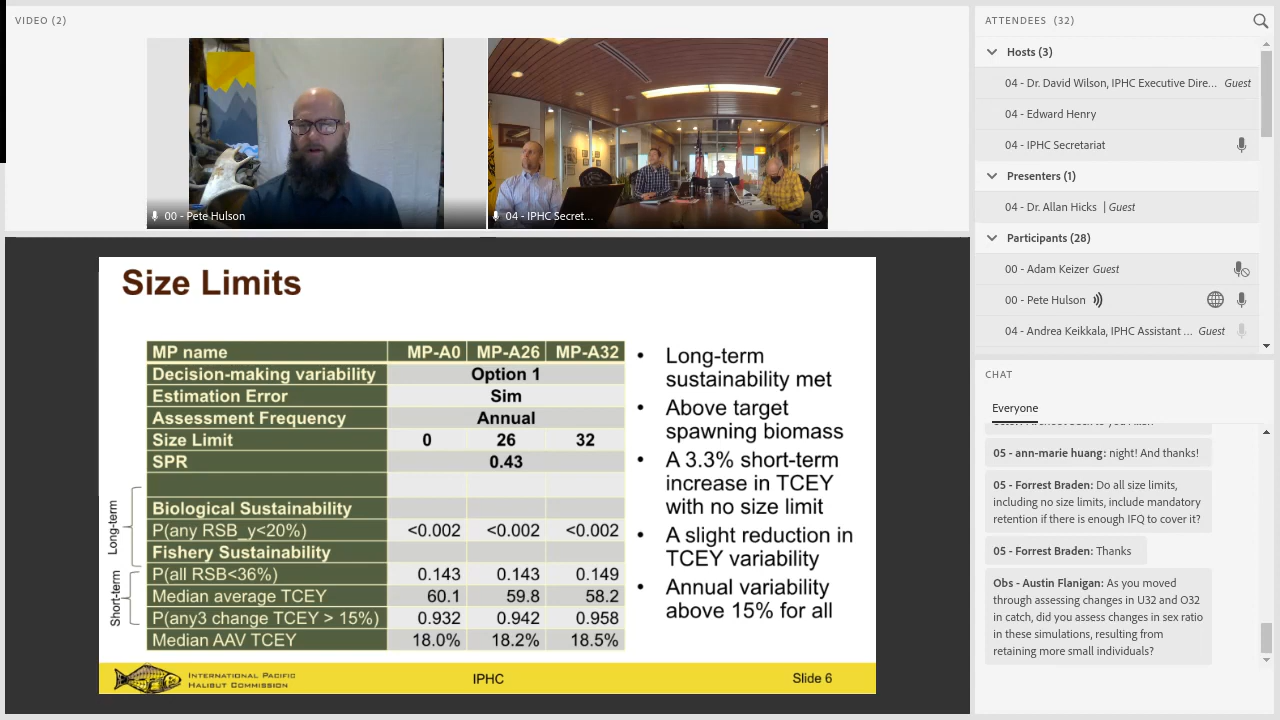 VIDEO (2)
00 - Pete Hulson
04 - IPHC Secret...
Size Limits
MP name MP-A0 MP-A26 MP-A32
Decision-making variability Option 1
Estimation Error Sim
Assessment Frequency Annual
Size Limit 0 26 32
SPR 0.43
Long-term
Biological Sustainability
P(any RSB_y<20%) <0.002 <0.002 <0.002
Fishery Sustainability
Short-term
P(all RSB<36%) 0.143 0.143 0.149
Median average TCEY 60.1 59.8 58.2
P(any3 change TCEY > 15%) 0.932 0.942 0.958
Median AAV TCEY 18.0% 18.2% 18.5%
• Long-term
sustainability met
• Above target
spawning biomass
• A 3.3% short-term
increase in TCEY
with no size limit
• A slight reduction in
TCEY variability
• Annual variability
above 15% for all
INTERNATIONAL PACIFIC
HALIBUT COMMISSION
IPHC
Slide 6
ATTENDEES (32)
Hosts (3)
04 - Dr. David Wilson, IPHC Executive Dire... Guest
04 - Edward Henry
04 - IPHC Secretariat
Presenters (1)
04 - Dr. Allan Hicks | Guest
Participants (28)
00 - Adam Keizer Guest
00 - Pete Hulson
04 - Andrea Keikkala, IPHC Assistant ... Guest
CHAT
Everyone
05 - ann-marie huang: night! And thanks!
05 - Forrest Braden: Do all size limits,
including no size limits, include mandatory
retention if there is enough IFQ to cover it?
05 - Forrest Braden: Thanks
Obs - Austin Flanigan: As you moved
through assessing changes in U32 and O32
in catch, did you assess changes in sex ratio
in these simulations, resulting from
retaining more small individuals?